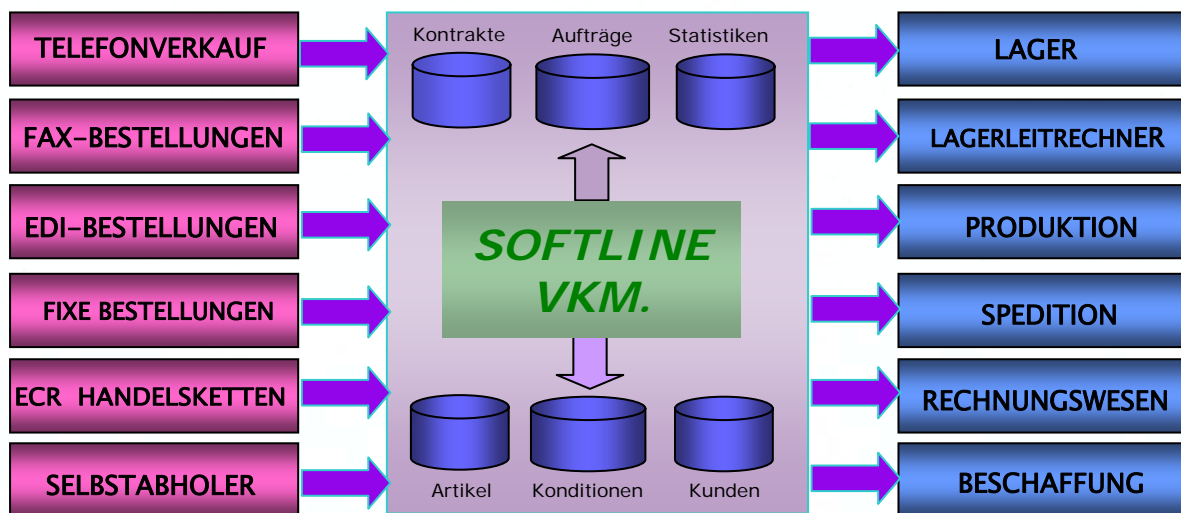 TELEFONVERKAUF
FAX-BESTELLUNGEN
EDI-BESTELLUNGEN
FIXE BESTELLUNGEN
ECR HANDELSKETTEN
SELBSTABHOLER
Kontrakte Aufträge Statistiken
SOFTLINE
VKM.
Artikel Konditionen Kunden
LAGER
LAGERLEITRECHNER
PRODUKTION
SPEDITION
RECHNUNGSWESEN
BESCHAFFUNG